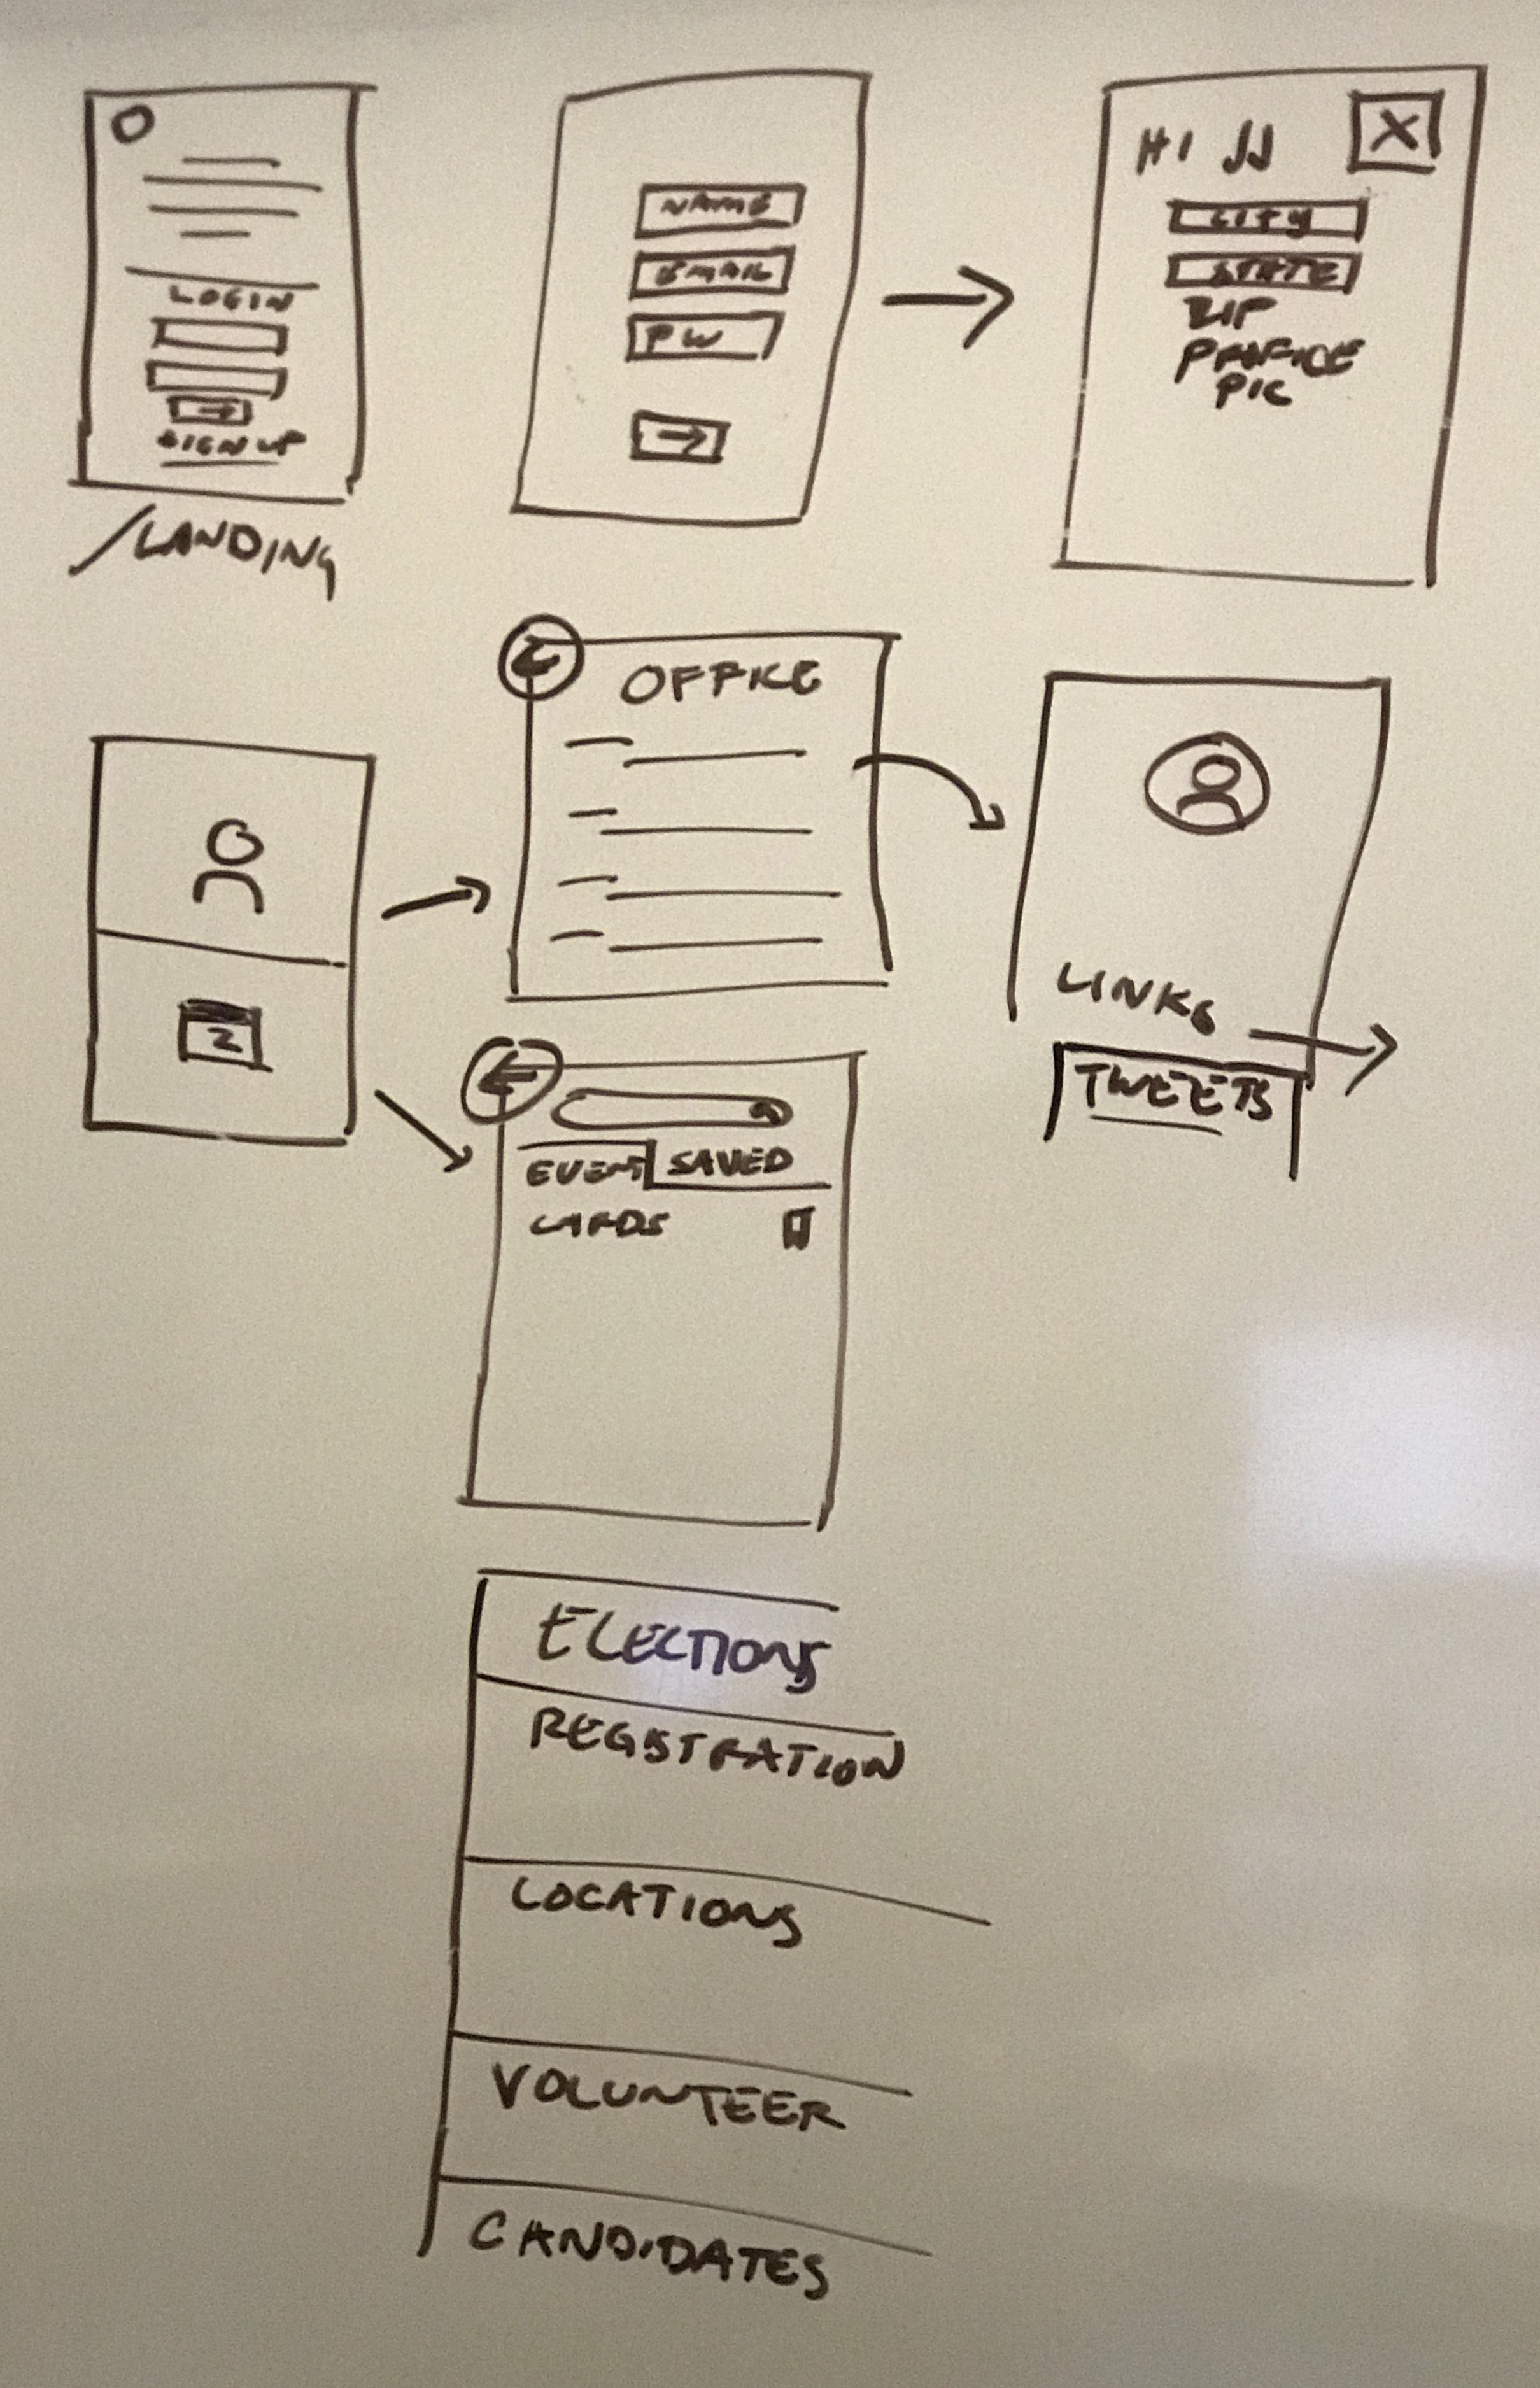 LOGIN
SIGN UP
/LANDING
NAME
EMAIL
PW
HI JJ
X
CITY
STATE
ZIP
PROFILE
PIC
2
OFFICE
LINKS
TWEETS
EVENT SAVED
CARDS
ELECTIONS
REGISTRATION
LOCATIONS
VOLUNTEER
CANDIDATES